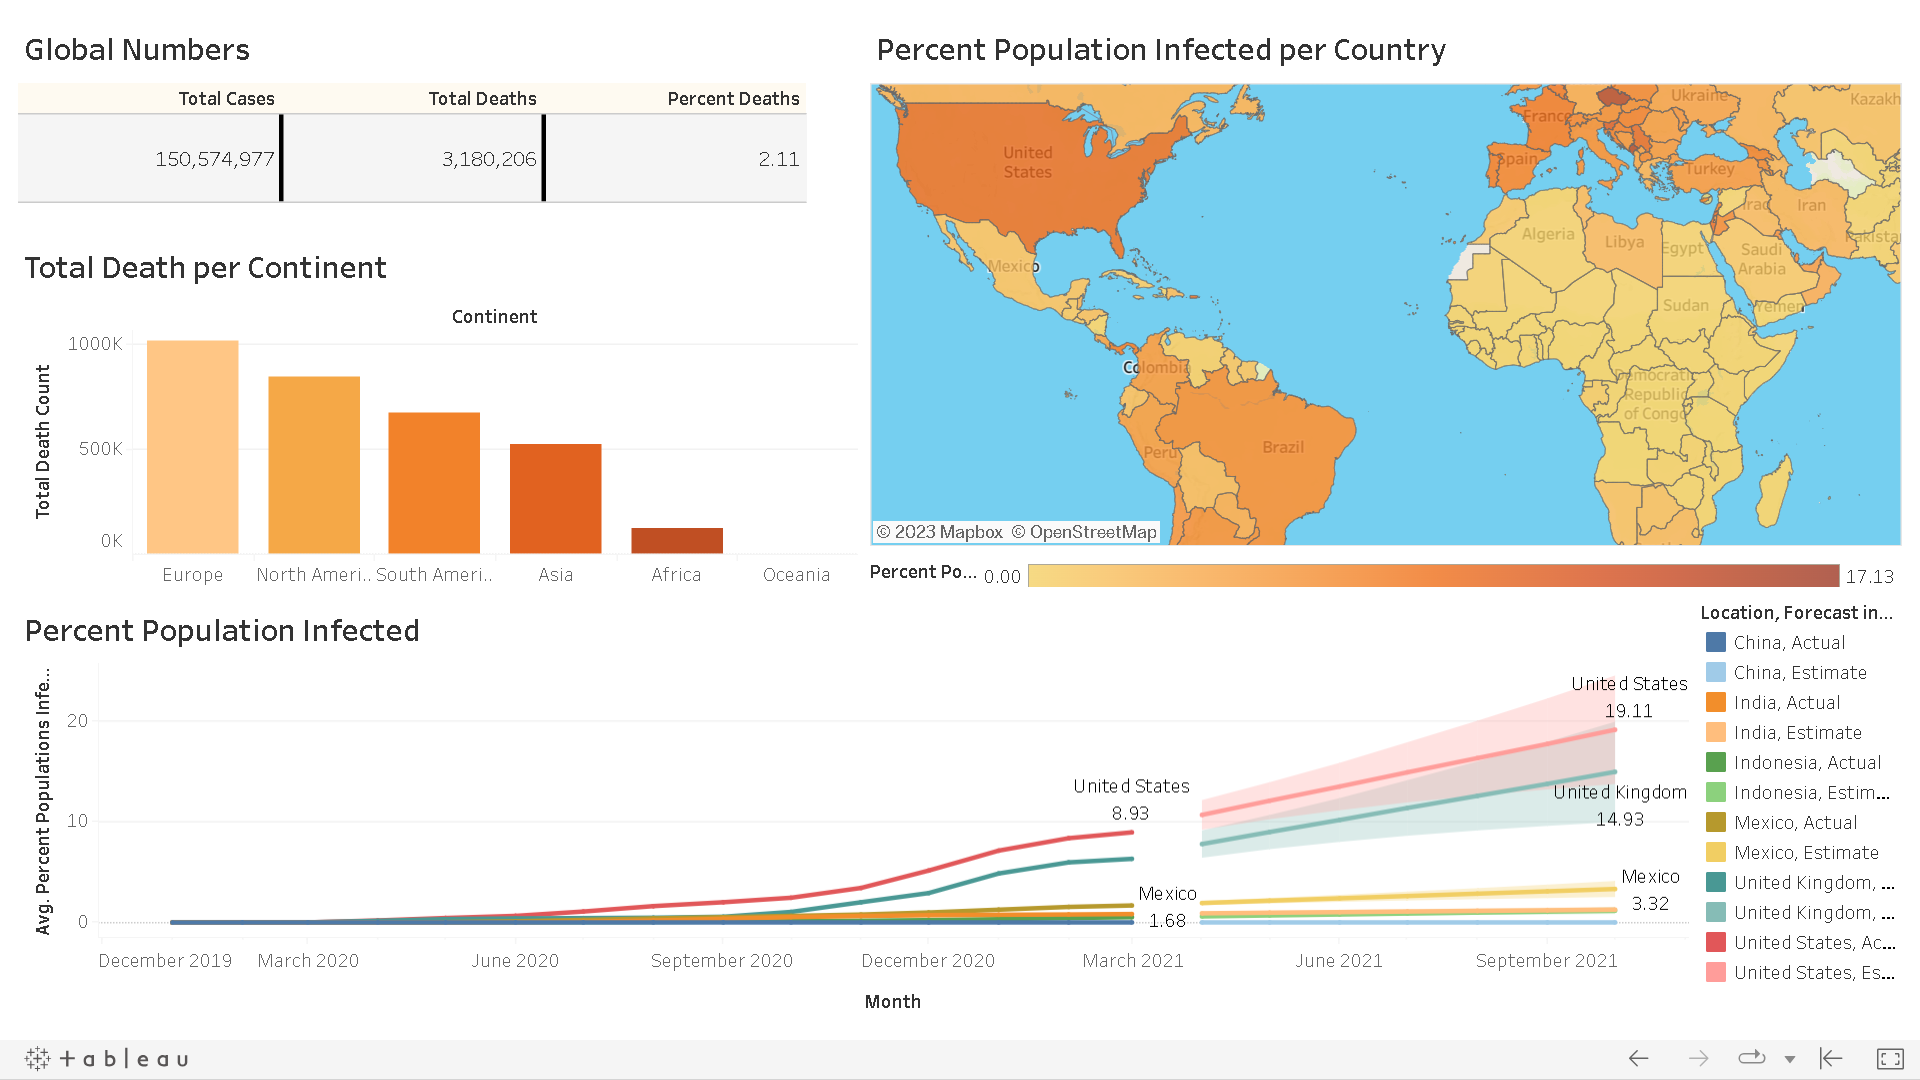 Global Numbers
Total Cases Total Deaths Percent Deaths
150,574,977 3,180,206 2.11
Total Death per Continent
Continent
Total Death Count
1000K
500K
0K
Europe North Ameri.. South Ameri.. Asia Africa Oceania
Percent Population Infected per Country
United States
Mexico
Colombia
Peru
Brazil
France
Spain
Ukraine
Kazakh
Turkey
Iraq
Iran
Pakista
Algeria
Libya
Egypt
Saudi Arabia
Sudan
Yemen
Democrati
Republic
of Congo
© 2023 Mapbox © OpenStreetMap
Percent Po... 0.00 17.13
Percent Population Infected
Avg. Percent Populations Infe...
20
10
0
United States
8.93
Mexico
1.68
United States
19.11
United Kingdom
14.93
Mexico
3.32
December 2019 March 2020 June 2020 September 2020 December 2020 March 2021 June 2021 September 2021
Month
Location, Forecast in...
China, Actual
China, Estimate
India, Actual
India, Estimate
Indonesia, Actual
Indonesia, Estim...
Mexico, Actual
Mexico, Estimate
United Kingdom, ...
United Kingdom, ...
United States, Ac...
United States, Es...
+ableau